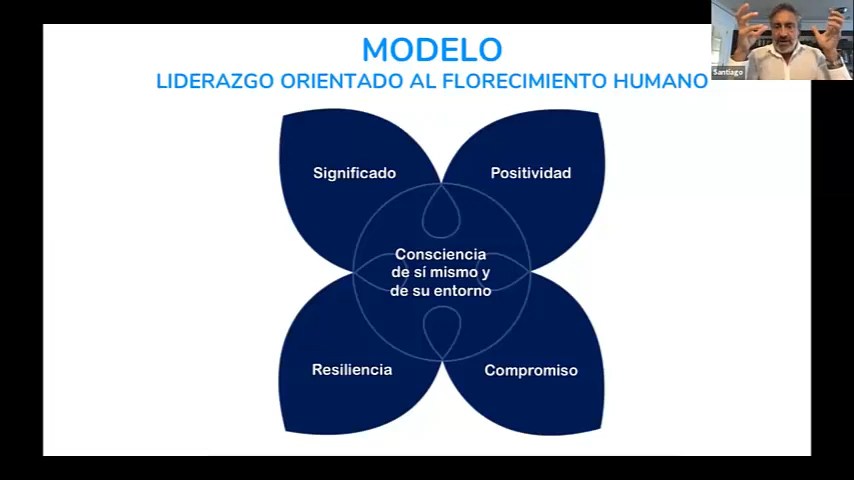 MODELO
LIDERAZGO ORIENTADO AL FLORECIMIENTO HUMANO
Santiago
Significado
Positividad
Consciencia
de sí mismo y
de su entorno
Resiliencia
Compromiso